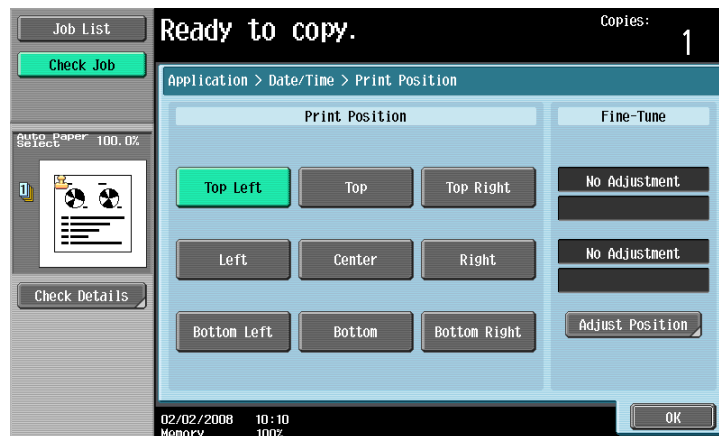 Job List
Check Job
Ready to copy.
Copies:
1
Application > Date/Time > Print Position
Auto Paper
Select
100.0%
1
Check Details
Print Position
Top Left
Top
Top Right
Left
Center
Right
Bottom Left
Bottom
Bottom Right
Fine-Tune
No Adjustment
No Adjustment
Adjust Position
02/02/2008 10:10
Memory 100%
OK